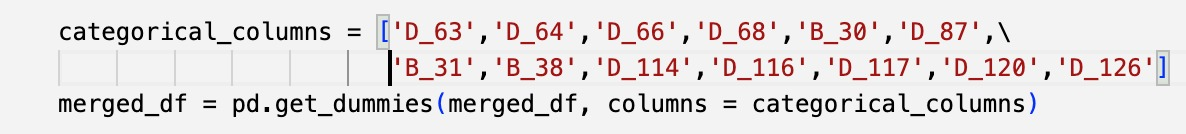 categorical_columns = ['D_63','D_64','D_66','D_68','B_30','D_87',\
'B_31','B_38','D_114','D_116','D_117','D_120','D_126']
merged_df = pd.get_dummies(merged_df, columns = categorical_columns)